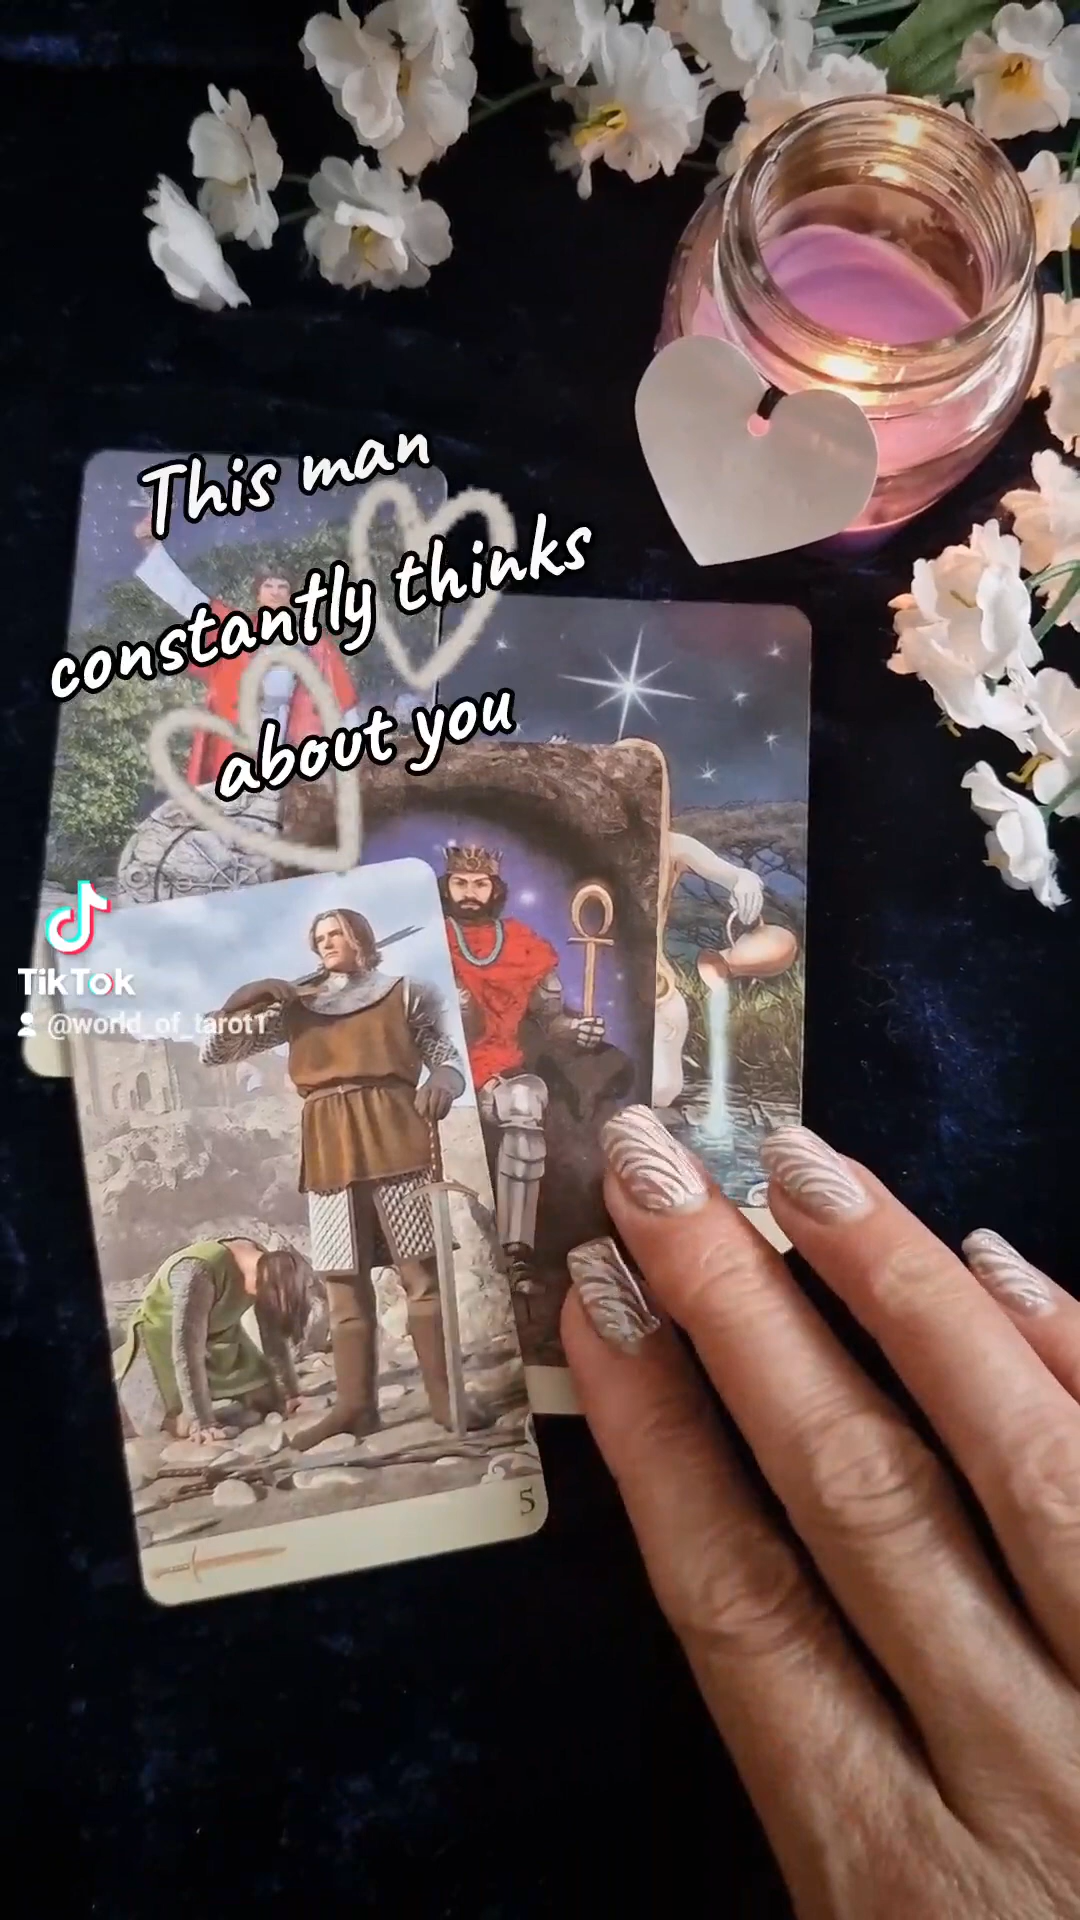 This man
constantly thinks
about you
TikTok
@world_of_tarot1
5